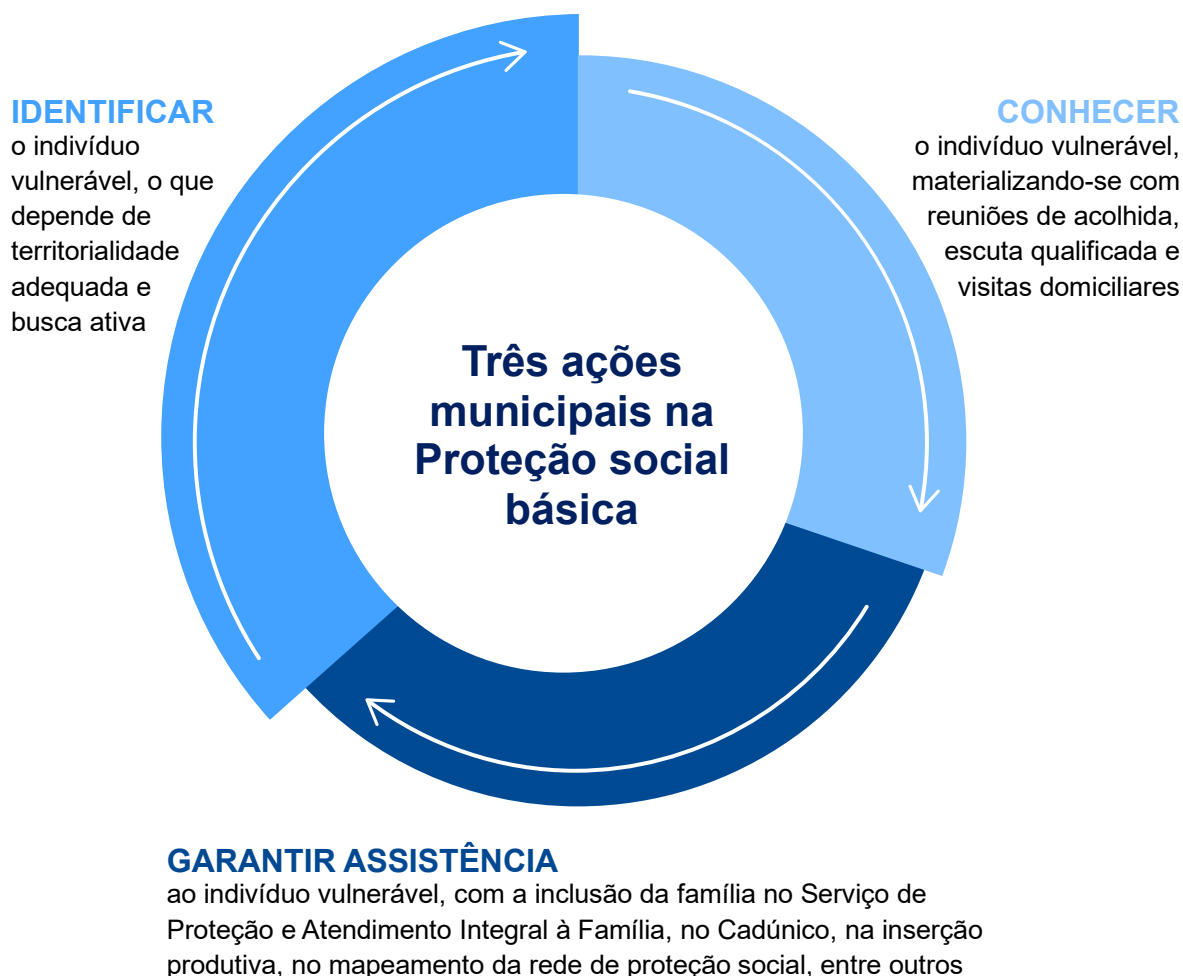 IDENTIFICAR
o indivíduo
vulnerável, o que
depende de
territorialidade
adequada e
busca ativa
CONHECER
o indivíduo vulnerável,
materializando-se com
reuniões de acolhida,
escuta qualificada e
visitas domiciliares
Três ações
municipais na
Proteção social
básica
GARANTIR ASSISTÊNCIA
ao indivíduo vulnerável, com a inclusão da família no Serviço de
Proteção e Atendimento Integral à Família, no Cadúnico, na inserção
produtiva, no mapeamento da rede de proteção social, entre outros